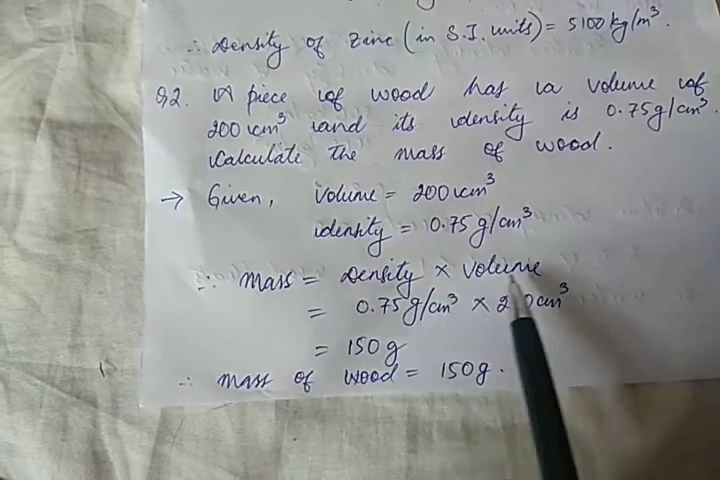 ∴ Density of Zinc (in S.I. units) = 5100 kg/m³.
Q2. A piece of wood has a volume of
200 cm³ and its density is 0.75g/cm³.
Calculate the mass of wood.
→ Given, Volume = 200 cm³
density = 0.75 g/cm³
∴ Mass = Density × Volume
= 0.75 g/cm³ × 200 cm³
= 150 g
∴ Mass of wood = 150g.